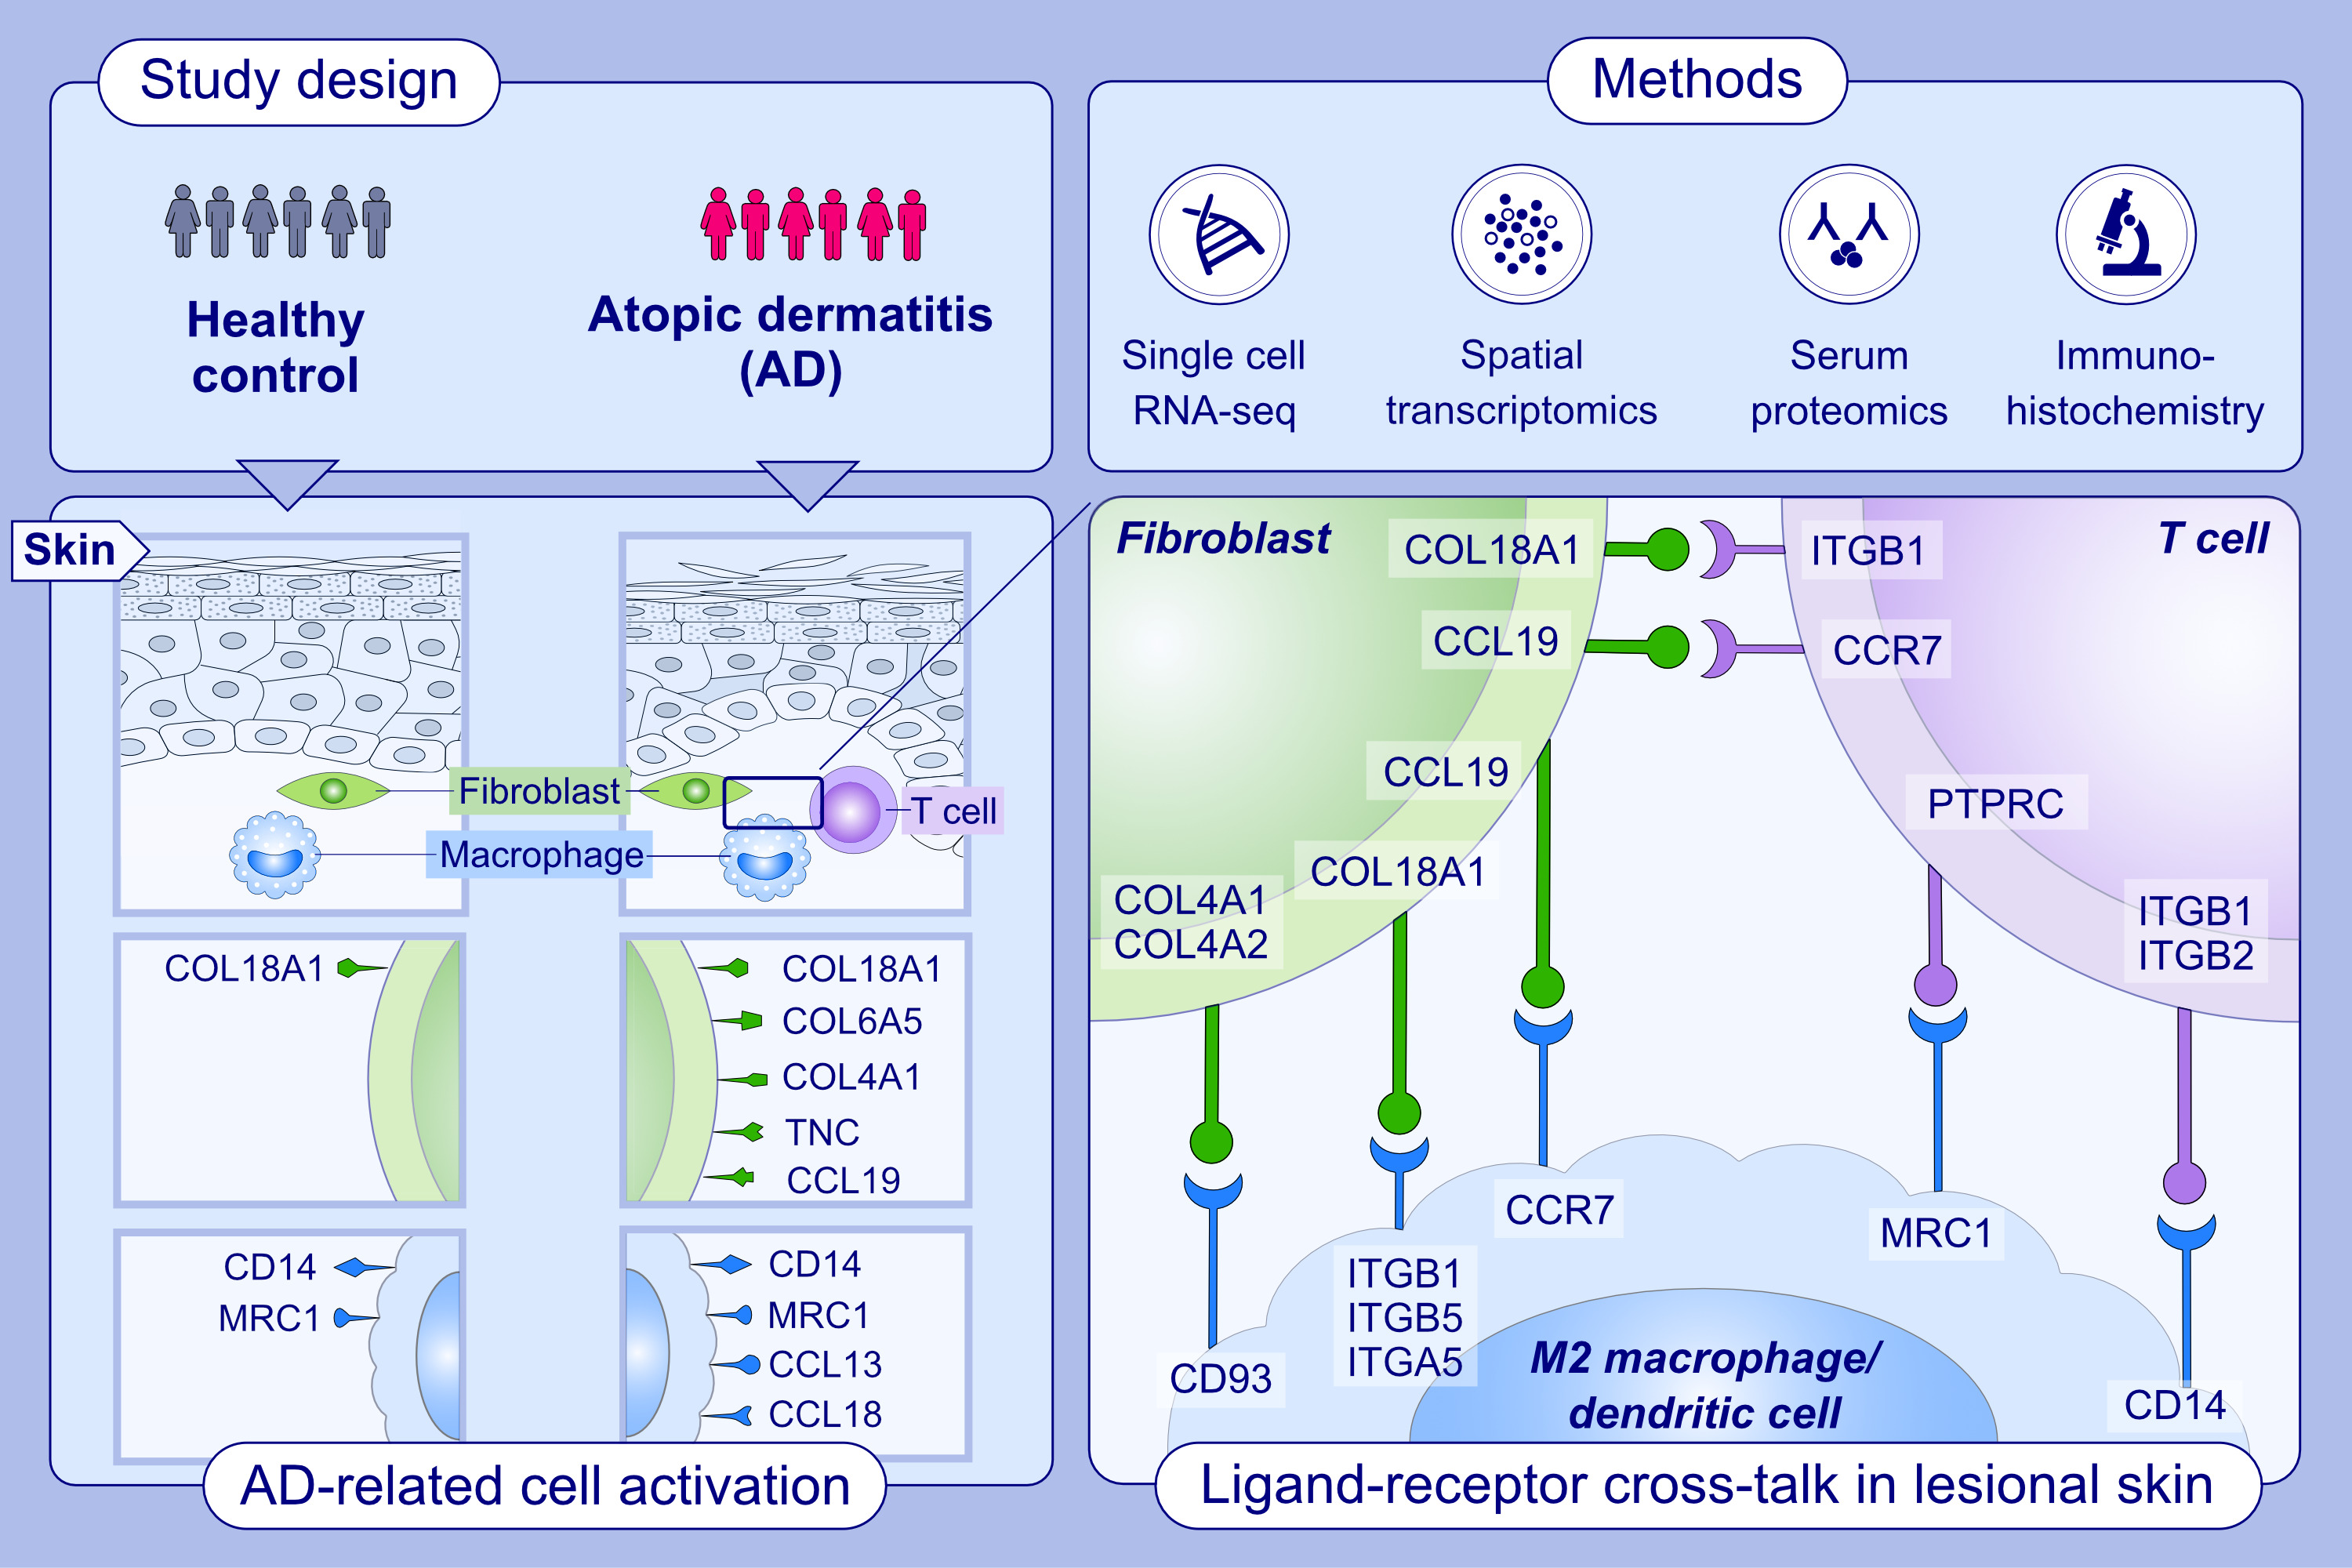 Study design
Healthy
control
Atopic dermatitis
(AD)
Methods
Single cell
RNA-seq
Spatial
transcriptomics
Serum
proteomics
Immuno-
histochemistry
Skin
Fibroblast
Macrophage
T cell
COL18A1
COL18A1
COL6A5
COL4A1
TNC
CCL19
CD14
MRC1
CD14
MRC1
CCL13
CCL18
AD-related cell activation
Fibroblast
T cell
COL18A1
ITGB1
CCL19
CCR7
CCL19
COL18A1
COL4A1
COL4A2
PTPRC
ITGB1
ITGB2
CCR7
MRC1
ITGB1
ITGB5
ITGA5
CD93
CD14
M2 macrophage/
dendritic cell
Ligand-receptor cross-talk in lesional skin